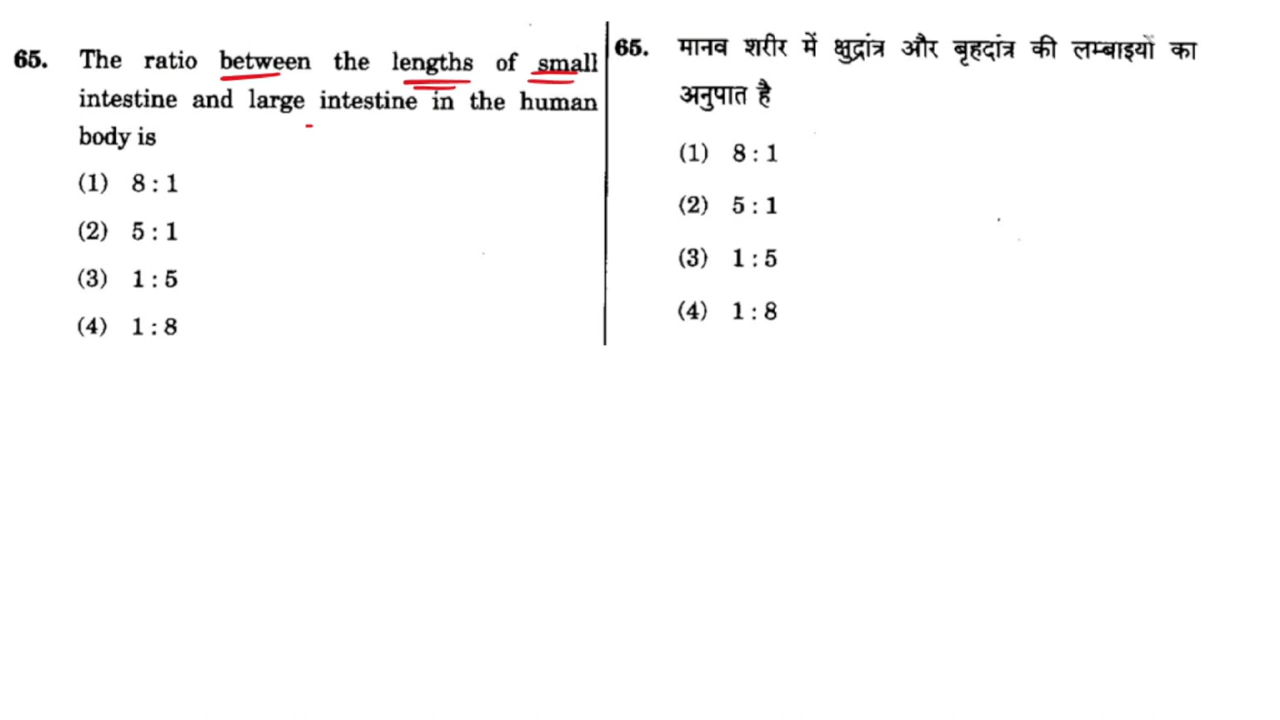 65. The ratio between the lengths of small
intestine and large intestine in the human
body is
(1) 8 : 1
(2) 5 : 1
(3) 1 : 5
(4) 1 : 8
65. मानव शरीर में क्षुद्रांत्र और बृहदांत्र की लम्बाइयों का
अनुपात है
(1) 8 : 1
(2) 5 : 1
(3) 1 : 5
(4) 1 : 8